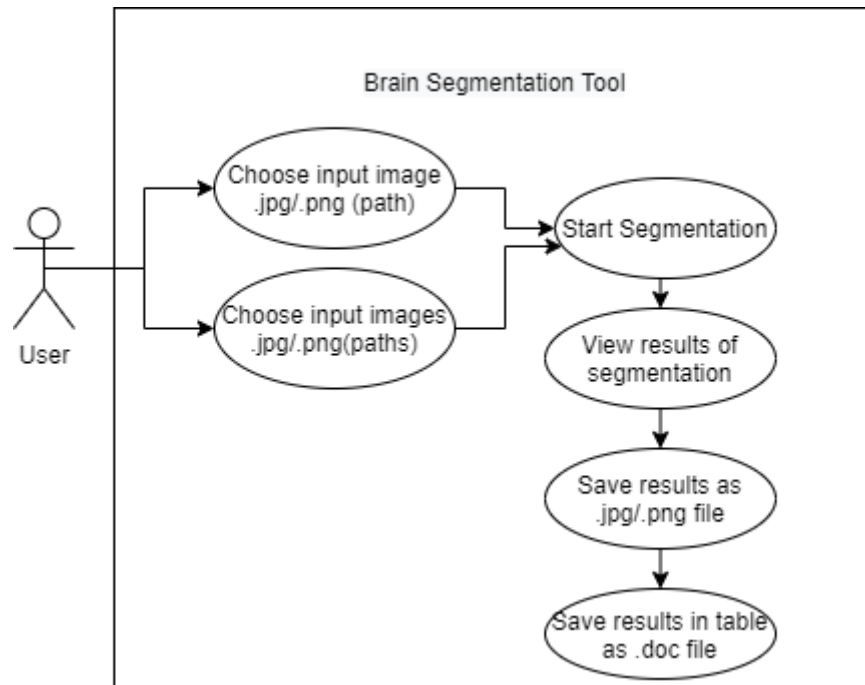 Brain Segmentation Tool
Choose input image
.jpg/.png (path)
Start Segmentation
Choose input images
.jpg/.png(paths)
User
View results of
segmentation
Save results as
.jpg/.png file
Save results in table
as .doc file